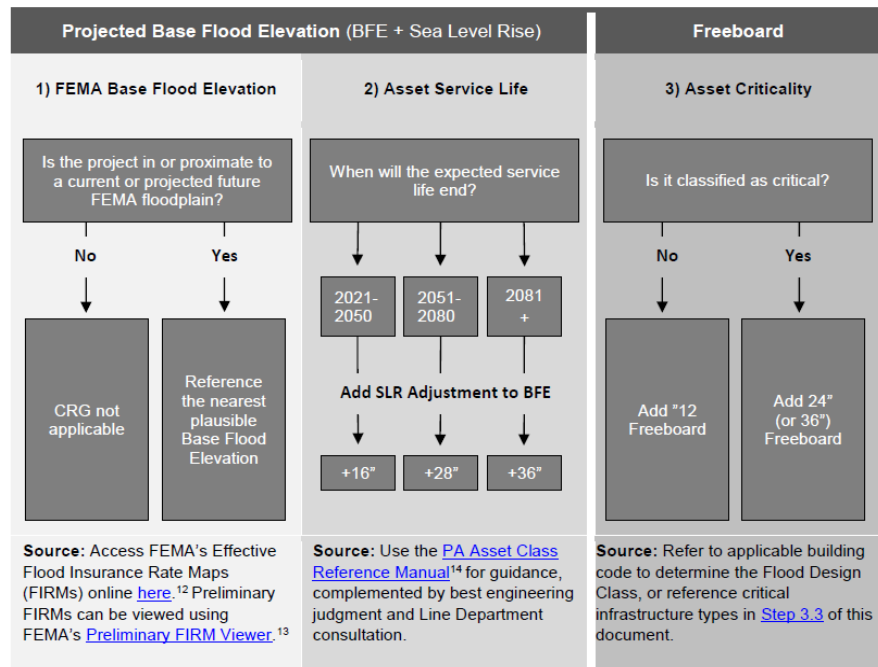 Projected Base Flood Elevation (BFE + Sea Level Rise)
Freeboard
1) FEMA Base Flood Elevation
Is the project in or proximate to
a current or projected future
FEMA floodplain?
No
Yes
CRG not
applicable
Reference
the nearest
plausible
Base Flood
Elevation
Source: Access FEMA's Effective
Flood Insurance Rate Maps
(FIRMs) online here.12 Preliminary
FIRMs can be viewed using
FEMA's Preliminary FIRM Viewer.13
2) Asset Service Life
When will the expected service
life end?
2021-
2050
2051-
2080
2081
+
Add SLR Adjustment to BFE
+16”
+28”
+36”
Source: Use the PA Asset Class
Reference Manual14 for guidance,
complemented by best engineering
judgment and Line Department
consultation.
3) Asset Criticality
Is it classified as critical?
No
Yes
Add ”12
Freeboard
Add 24”
(or 36”)
Freeboard
Source: Refer to applicable building
code to determine the Flood Design
Class, or reference critical
infrastructure types in Step 3.3 of this
document.